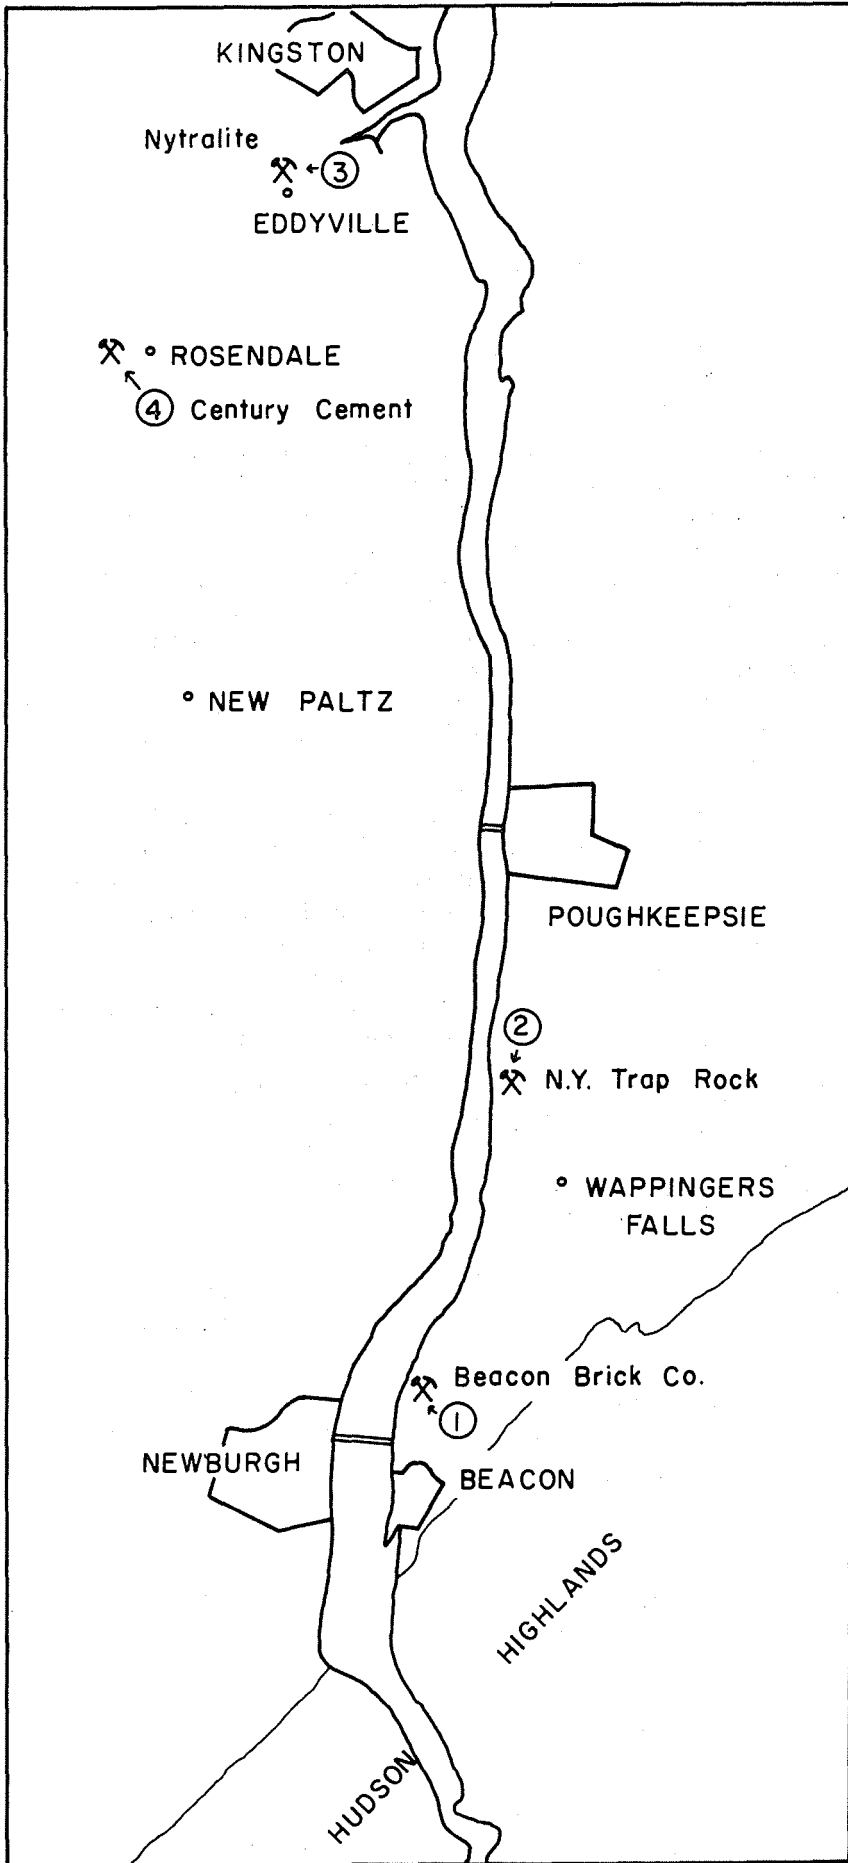 KINGSTON
Nytralite
3
EDDYVILLE
ROSENDALE
4 Century Cement
NEW PALTZ
POUGHKEEPSIE
2
N.Y. Trap Rock
WAPPINGERS
FALLS
Beacon Brick Co.
1
NEWBURGH
BEACON
HIGHLANDS
HUDSON